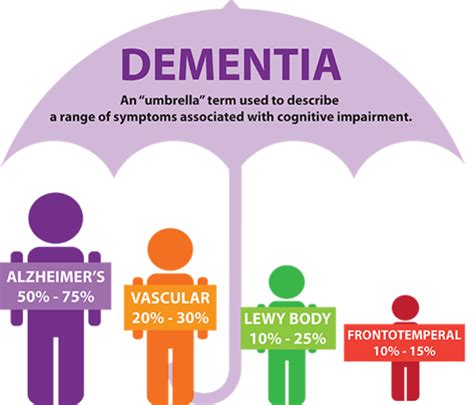 DEMENTIA
An “umbrella” term used to describe
a range of symptoms associated with cognitive impairment.
ALZHEIMER'S
50% - 75%
VASCULAR
20% - 30%
LEWY BODY
10% - 25%
FRONTOTEMPERAL
10% - 15%